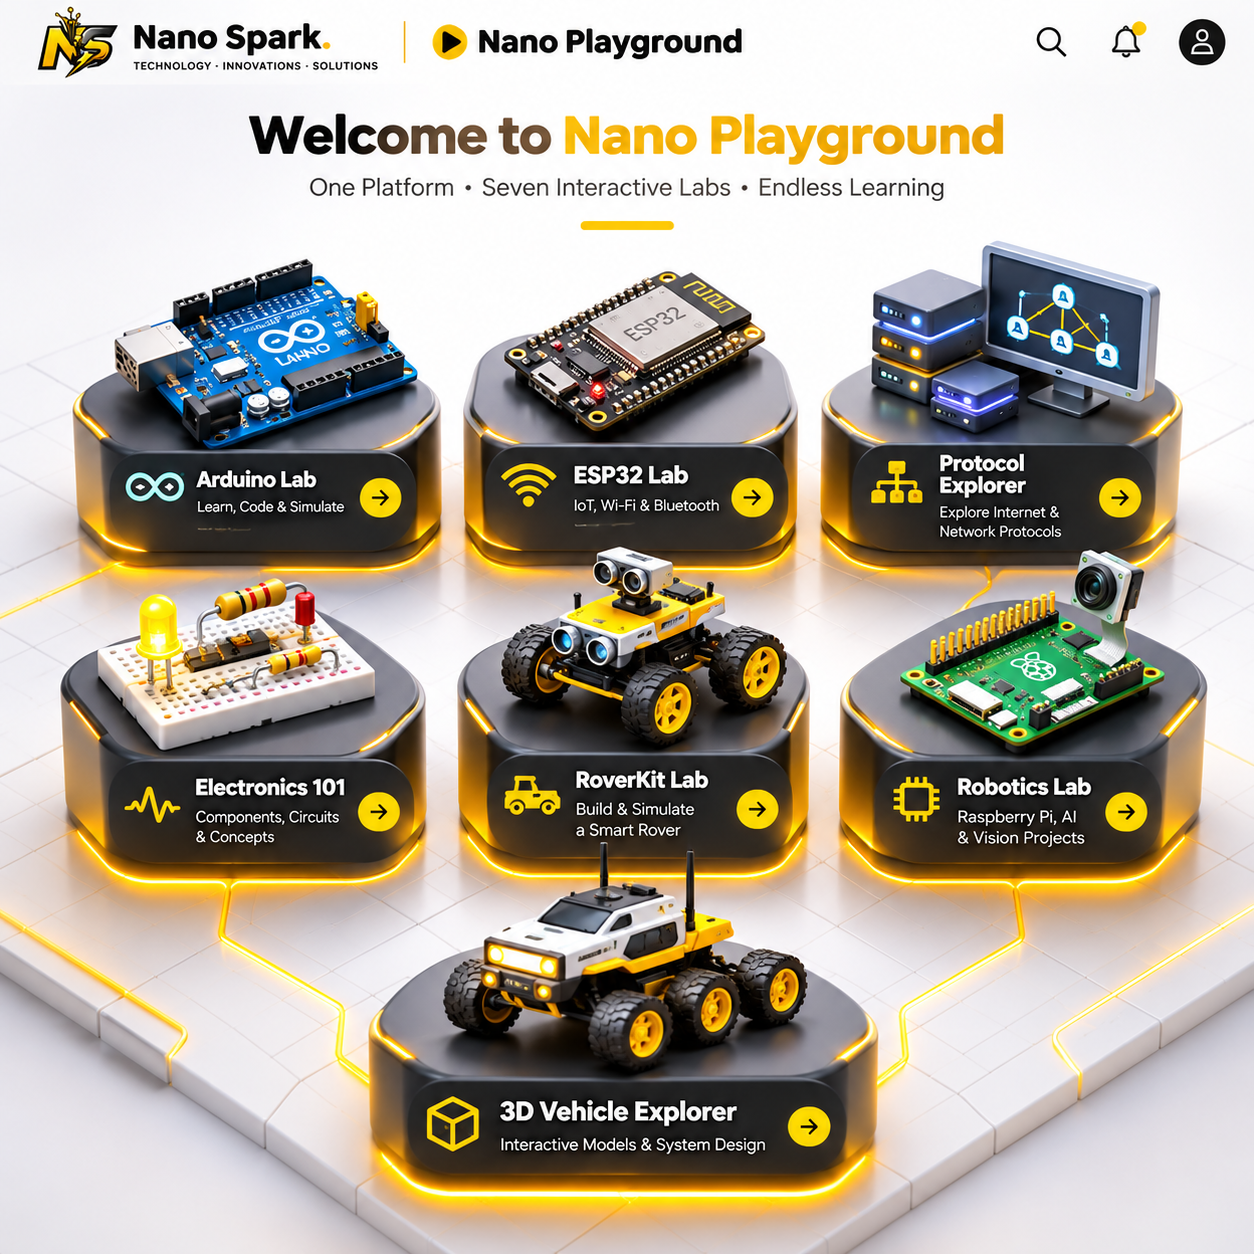 Nano Spark.
TECHNOLOGY · INNOVATIONS · SOLUTIONS
Nano Playground
Welcome to Nano Playground
One Platform • Seven Interactive Labs • Endless Learning
LANNO
ESP32
Arduino Lab
Learn, Code & Simulate
ESP32 Lab
IoT, Wi-Fi & Bluetooth
Protocol
Explorer
Explore Internet &
Network Protocols
Electronics 101
Components, Circuits
& Concepts
RoverKit Lab
Build & Simulate
a Smart Rover
Robotics Lab
Raspberry Pi, AI
& Vision Projects
3D Vehicle Explorer
Interactive Models & System Design